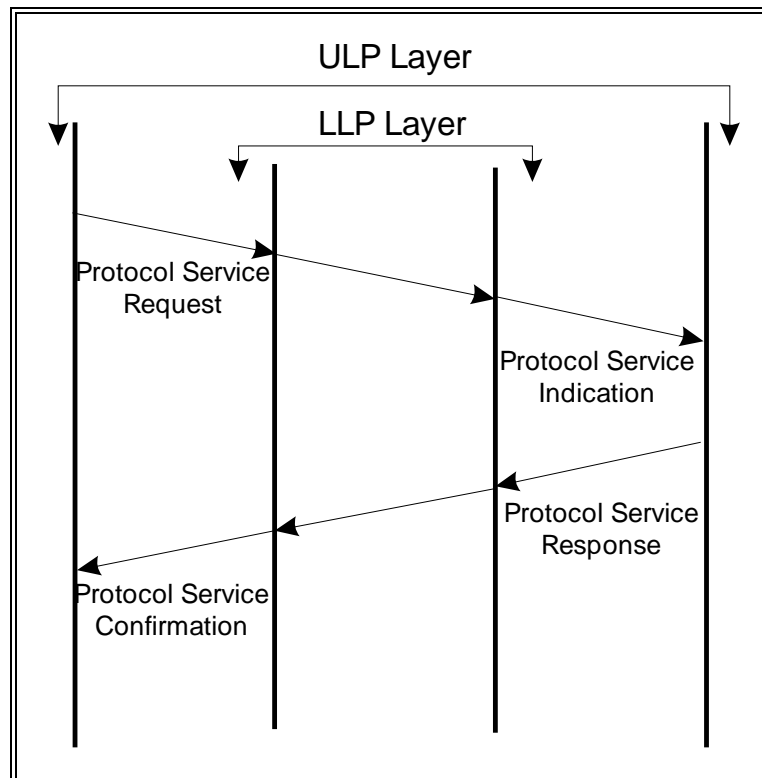 ULP Layer
LLP Layer
Protocol Service
Request
Protocol Service
Indication
Protocol Service
Response
Protocol Service
Confirmation